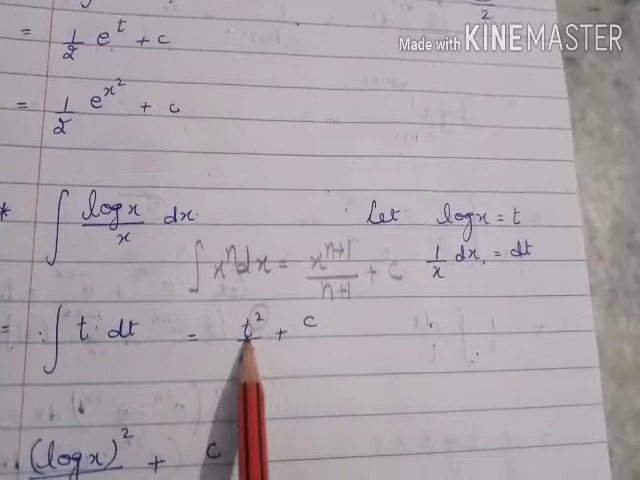 2
Made with KINEMASTER
= 1/2 e^t + c
= 1/2 e^x² + c
* ∫ log x / x dx Let log x = t
∫ x^n dx = x^(n+1) / (n+1) + c 1/x dx = dt
= ∫ t dt = t² + c
(log x)² + c